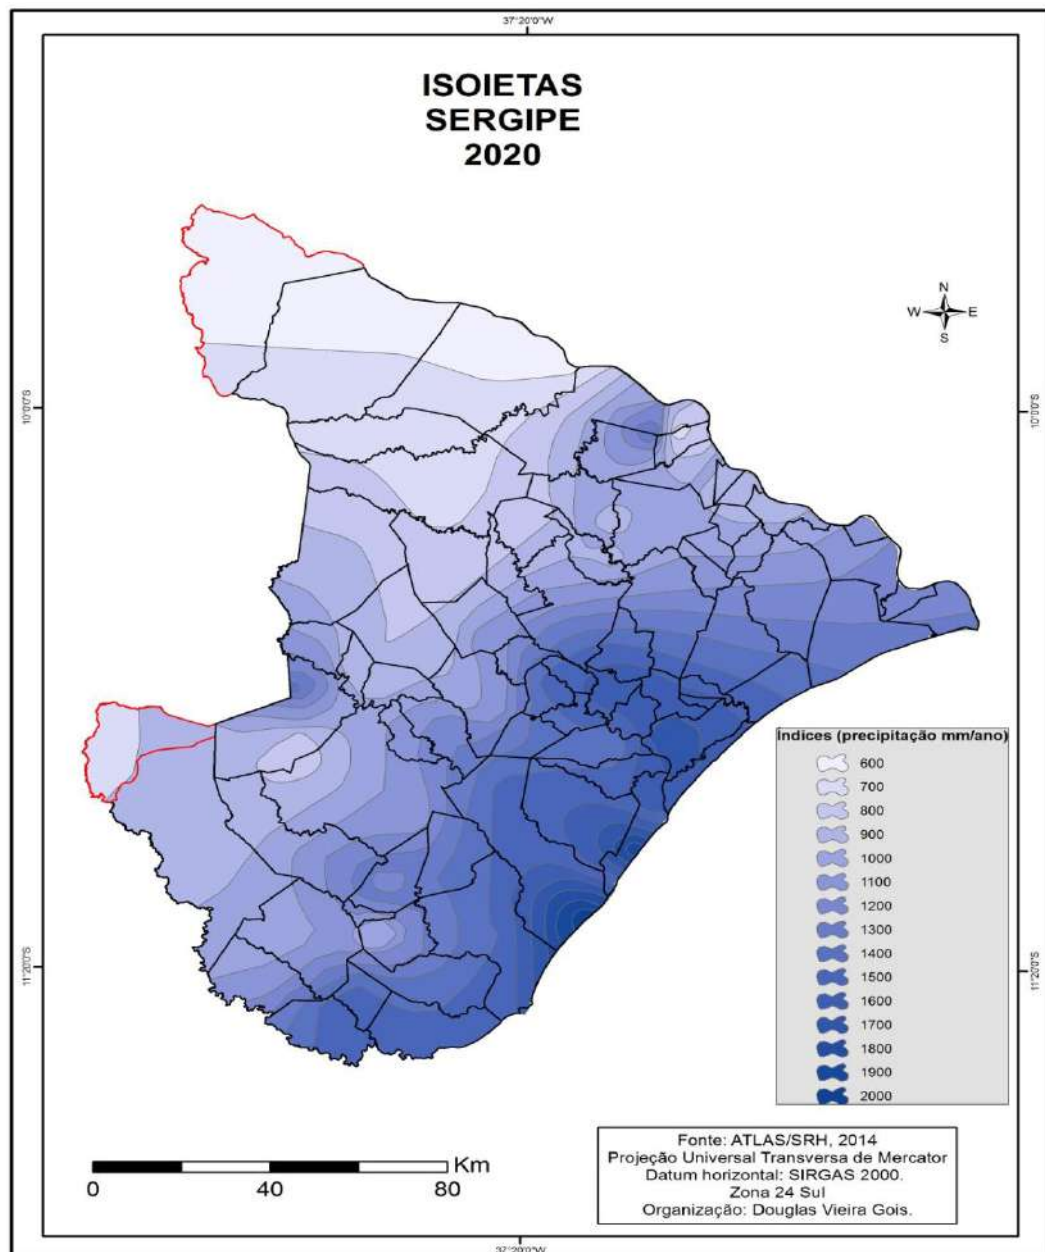 37°20'0"W
ISOIETAS
SERGIPE
2020
N
W E
S
10°0'0"S
10°0'0"S
Índices (precipitação mm/ano)
600
700
800
900
1000
1100
1200
1300
1400
1500
1600
1700
1800
1900
2000
11°20'0"S
11°20'0"S
Km
0 40 80
Fonte: ATLAS/SRH, 2014
Projeção Universal Transversa de Mercator
Datum horizontal: SIRGAS 2000.
Zona 24 Sul
Organização: Douglas Vieira Gois.
37°20'0"W